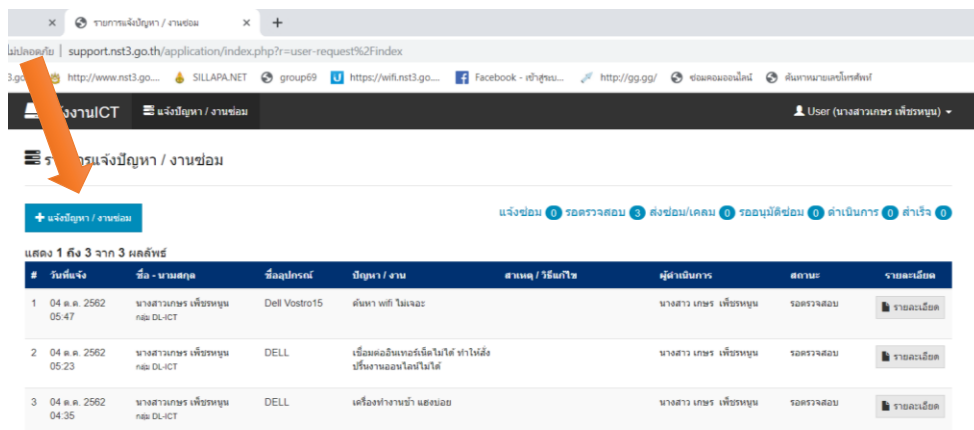 รายการแจ้งปัญหา / งานซ่อม
support.nst3.go.th/application/index.php?r=user-request%2Findex
http://www.nst3.go.... SILLAPA.NET group69 https://wifi.nst3.go.... Facebook - เข้าสู่ระบ... http://gg.gg/ ซ่อมคอมออนไลน์ ค้นหาหมายเลขโทรศัพท์
แจ้งปัญหา / งานซ่อม User (นางสาวเกษร เพ็ชรหนูน)
แจ้งปัญหา / งานซ่อม
แจ้งปัญหา / งานซ่อม แจ้งซ่อม 0 รอตรวจสอบ 3 ส่งซ่อม/เคลม 0 รออนุมัติซ่อม 0 ดำเนินการ 0 สำเร็จ 0
แสดง 1 ถึง 3 จาก 3 ผลลัพธ์
# วันที่แจ้ง ชื่อ - นามสกุล ชื่ออุปกรณ์ ปัญหา / งาน สาเหตุ / วิธีแก้ไข ผู้ดำเนินการ สถานะ รายละเอียด
1 04 ต.ค. 2562 นางสาวเกษร เพ็ชรหนูน Dell Vostro15 ค้นหา wifi ไม่เจอะ นางสาว เกษร เพ็ชรหนูน รอตรวจสอบ รายละเอียด
05:47 กลุ่ม DL-ICT
2 04 ต.ค. 2562 นางสาวเกษร เพ็ชรหนูน DELL เชื่อมต่ออินเทอร์เน็ตไม่ได้ ทำให้สั่ง นางสาว เกษร เพ็ชรหนูน รอตรวจสอบ รายละเอียด
05:23 กลุ่ม DL-ICT ปริ้นงานออนไลน์ไม่ได้
3 04 ต.ค. 2562 นางสาวเกษร เพ็ชรหนูน DELL เครื่องทำงานช้า แฮงบ่อย นางสาว เกษร เพ็ชรหนูน รอตรวจสอบ รายละเอียด
04:35 กลุ่ม DL-ICT